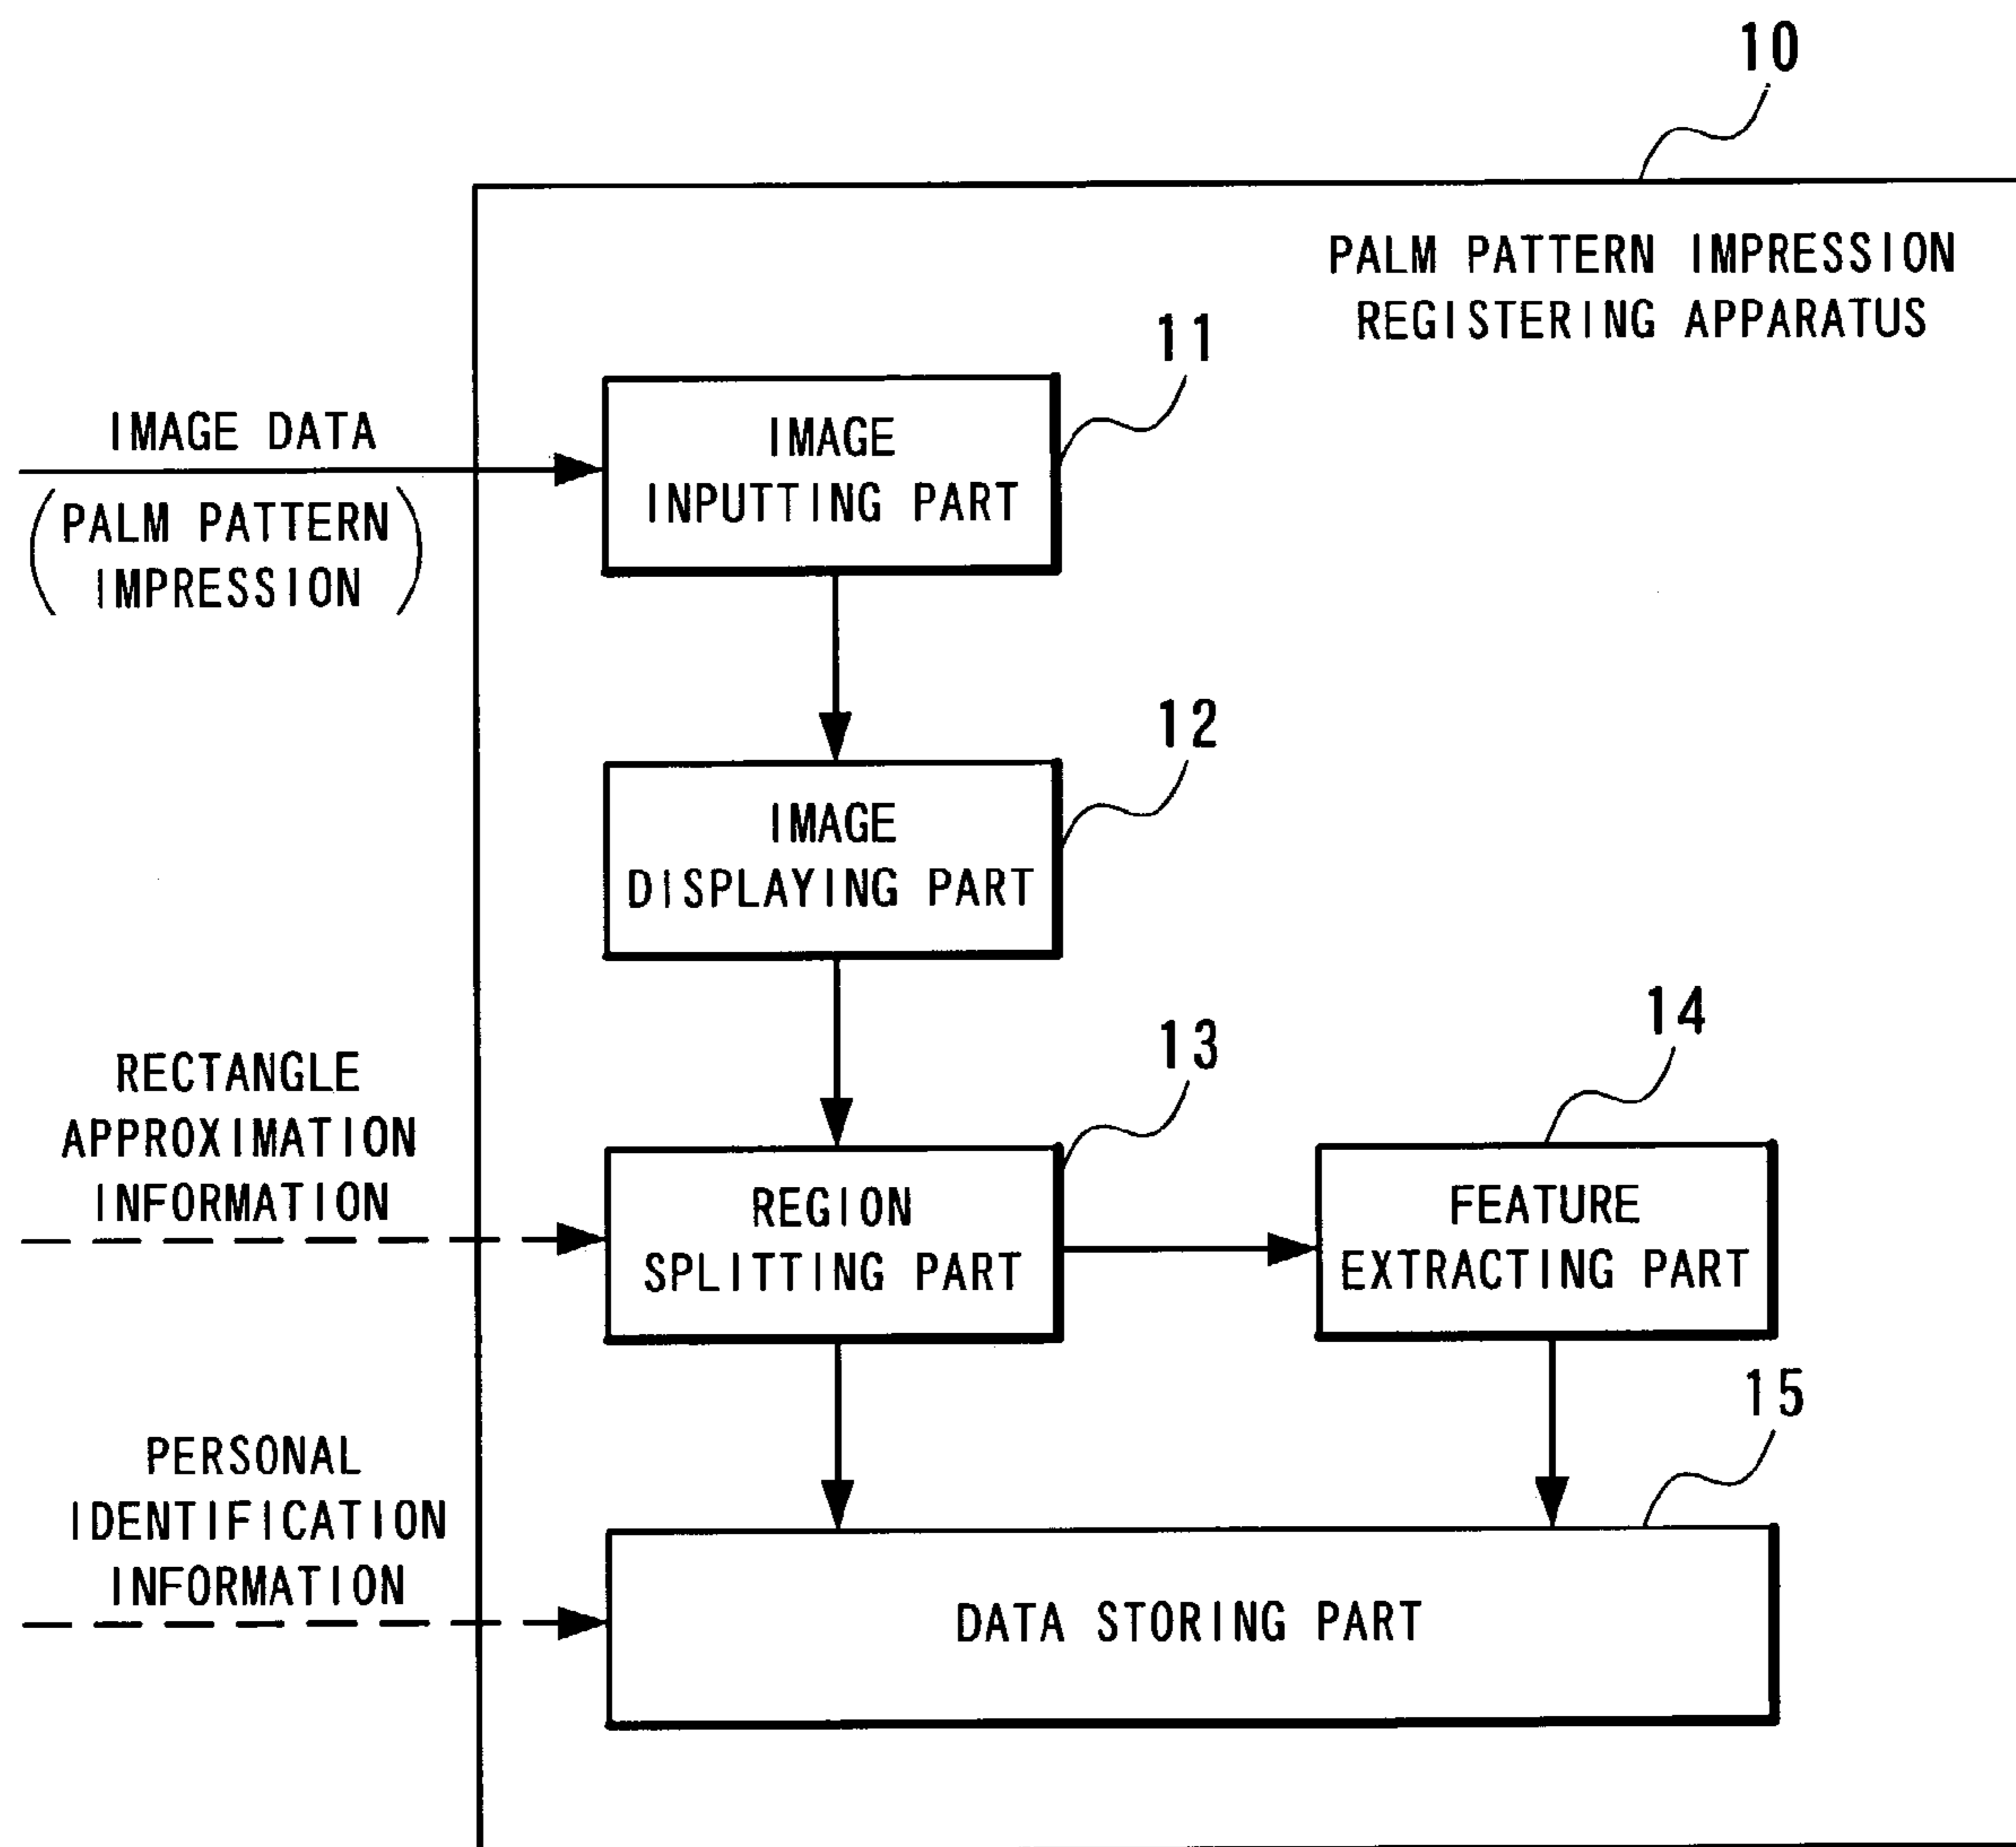 10
PALM PATTERN IMPRESSION
REGISTERING APPARATUS
11
IMAGE DATA
(PALM PATTERN
IMPRESSION)
IMAGE
INPUTTING PART
12
IMAGE
DISPLAYING PART
13
14
RECTANGLE
APPROXIMATION
INFORMATION
REGION
SPLITTING PART
FEATURE
EXTRACTING PART
15
PERSONAL
IDENTIFICATION
INFORMATION
DATA STORING PART